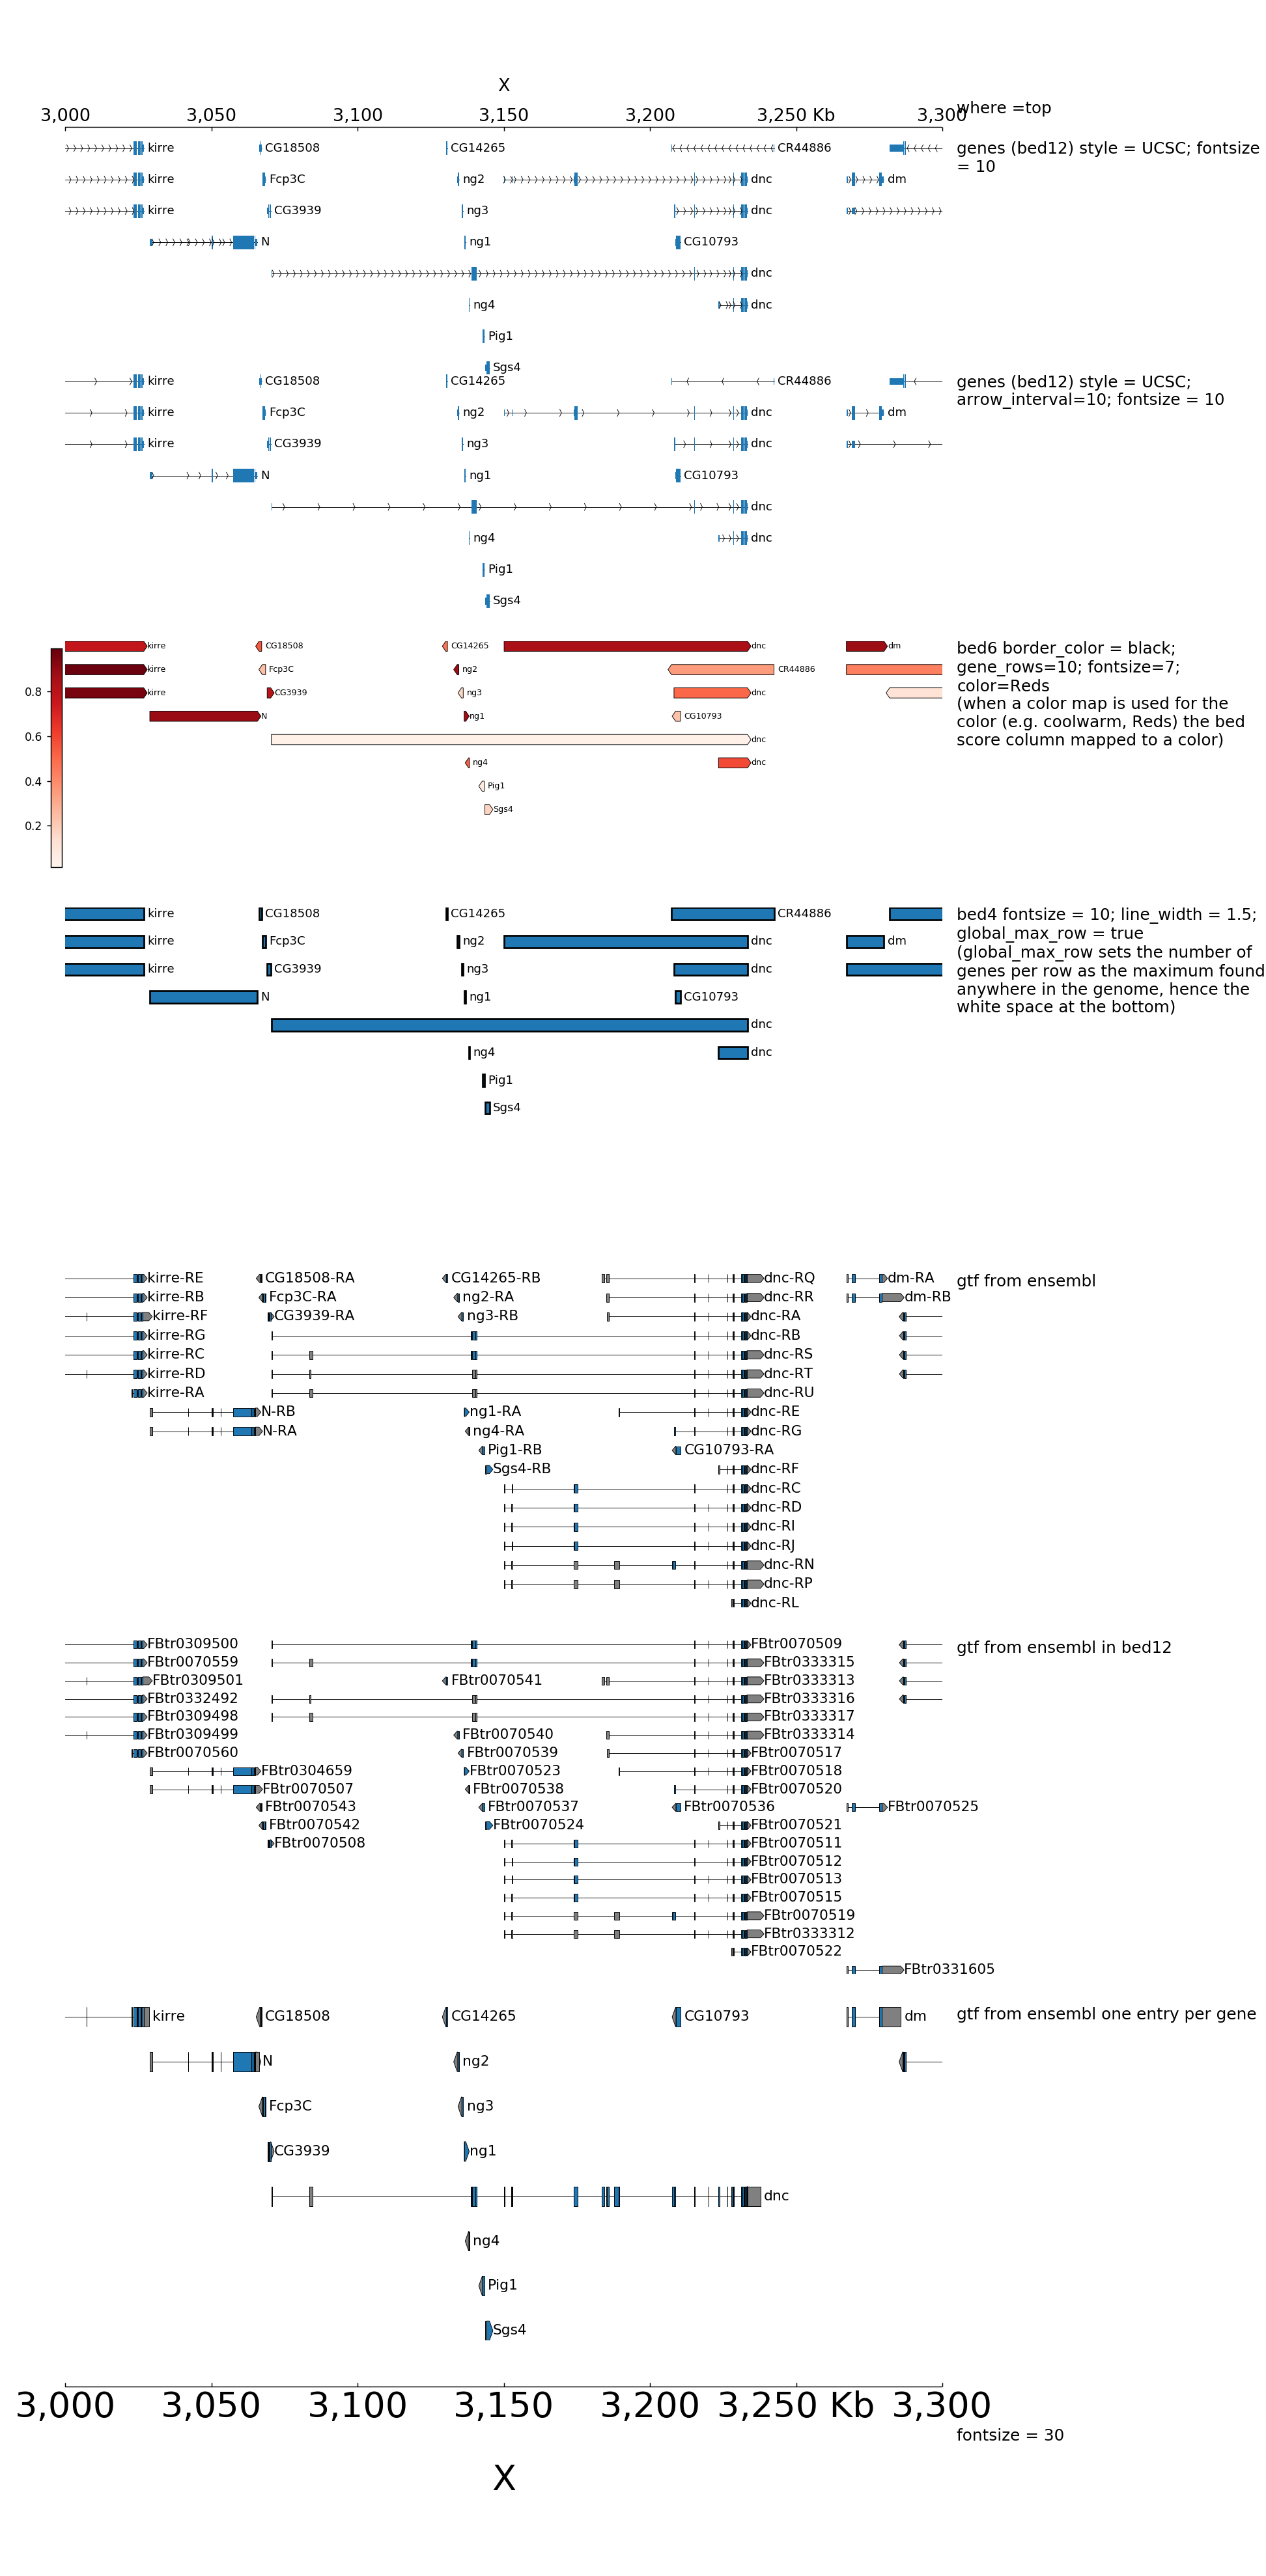 X
3,000 3,050 3,100 3,150 3,200 3,250 Kb 3,300
where =top
kirre CG18508 CG14265 CR44886
genes (bed12) style = UCSC; fontsize
= 10
Fcp3C ng2 dnc dm
kirre CG3939 ng3 dnc
N ng1 CG10793
dnc
ng4 dnc
Pig1
Sgs4
kirre CG18508 CG14265 CR44886
genes (bed12) style = UCSC;
arrow_interval=10; fontsize = 10
kirre Fcp3C ng2 dnc dm
kirre CG3939 ng3 dnc
N ng1 CG10793
dnc
ng4 dnc
Pig1
Sgs4
kirre CG18508 CG14265 dnc dm
kirre Fcp3C ng2 CR44886
kirre CG3939 ng3 dnc
N ng1 CG10793
dnc
ng4 dnc
Pig1
Sgs4
0.8
0.6
0.4
0.2
bed6 border_color = black;
gene_rows=10; fontsize=7;
color=Reds
(when a color map is used for the
color (e.g. coolwarm, Reds) the bed
score column mapped to a color)
kirre CG18508 CG14265 CR44886
kirre Fcp3C ng2 dnc dm
kirre CG3939 ng3 dnc
N ng1 CG10793
dnc
ng4 dnc
Pig1
Sgs4
bed4 fontsize = 10; line_width = 1.5;
global_max_row = true
(global_max_row sets the number of
genes per row as the maximum found
anywhere in the genome, hence the
white space at the bottom)
kirre-RE CG18508-RA CG14265-RB dnc-RQ dm-RA
gtf from ensembl
kirre-RB Fcp3C-RA ng2-RA dnc-RR dm-RB
kirre-RF CG3939-RA ng3-RB dnc-RA
kirre-RG dnc-RB
kirre-RC dnc-RS
kirre-RD dnc-RT
kirre-RA dnc-RU
N-RB ng1-RA dnc-RE
N-RA ng4-RA dnc-RG
Pig1-RB CG10793-RA
Sgs4-RB dnc-RF
dnc-RC
dnc-RD
dnc-RI
dnc-RJ
dnc-RN
dnc-RP
dnc-RL
FBtr0309500 FBtr0070509
gtf from ensembl in bed12
FBtr0070559 FBtr0333315
FBtr0309501 FBtr0070541 FBtr0333313
FBtr0332492 FBtr0333316
FBtr0309498 FBtr0333317
FBtr0309499 FBtr0070540 FBtr0333314
FBtr0070560 FBtr0070539 FBtr0070517
FBtr0304659 FBtr0070523 FBtr0070518
FBtr0070507 FBtr0070538 FBtr0070520
FBtr0070543 FBtr0070537 FBtr0070536 FBtr0070525
FBtr0070542 FBtr0070524 FBtr0070521
FBtr0070508 FBtr0070511
FBtr0070512
FBtr0070513
FBtr0070515
FBtr0070519
FBtr0333312
FBtr0070522
FBtr0331605
kirre CG18508 CG14265 CG10793 dm
gtf from ensembl one entry per gene
N ng2
Fcp3C ng3
CG3939 ng1
dnc
ng4
Pig1
Sgs4
3,000 3,050 3,100 3,150 3,200 3,250 Kb 3,300
fontsize = 30
X